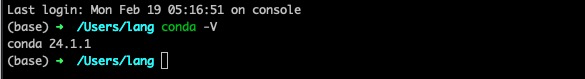 Last login: Mon Feb 19 05:16:51 on console
(base) ➜  /Users/lang conda -V
conda 24.1.1
(base) ➜  /Users/lang